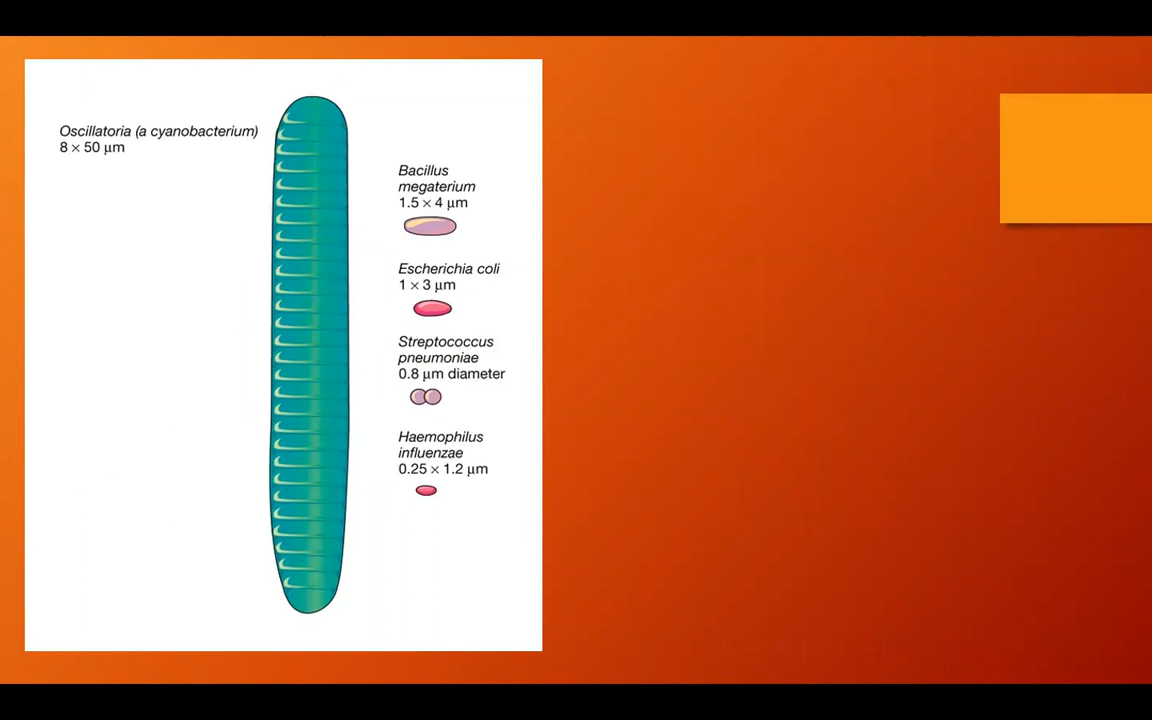 Oscillatoria (a cyanobacterium)
8 × 50 μm
Bacillus
megaterium
1.5 × 4 μm
Escherichia coli
1 × 3 μm
Streptococcus
pneumoniae
0.8 μm diameter
Haemophilus
influenzae
0.25 × 1.2 μm